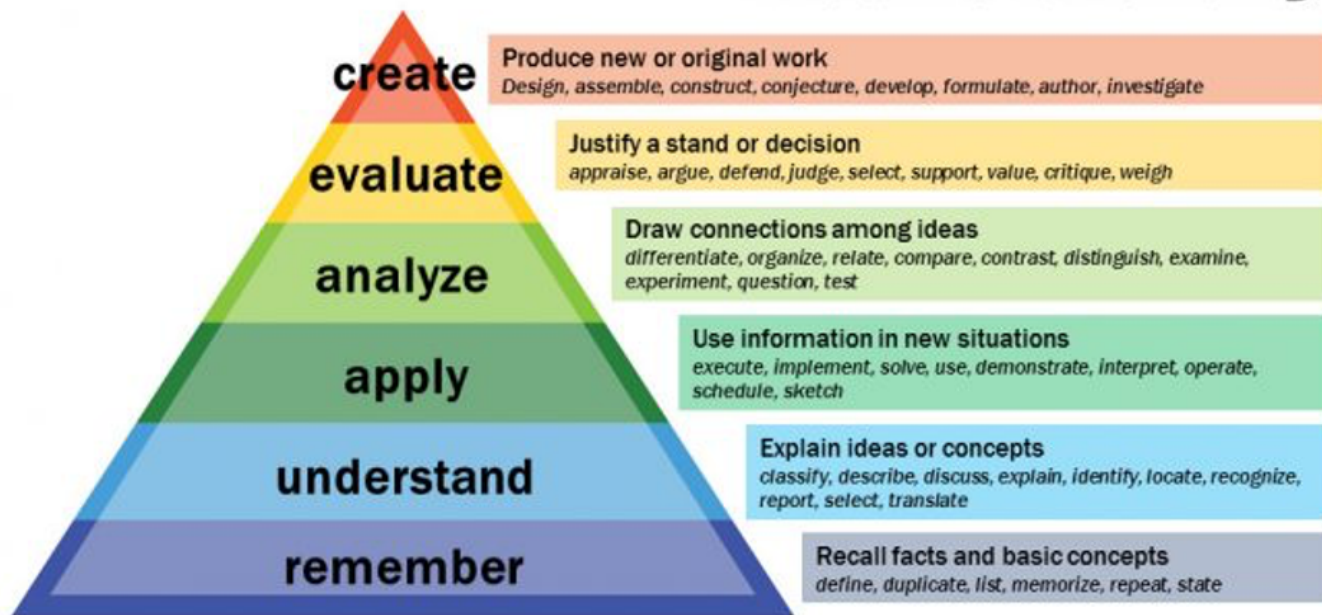 create
Produce new or original work
Design, assemble, construct, conjecture, develop, formulate, author, investigate
evaluate
Justify a stand or decision
appraise, argue, defend, judge, select, support, value, critique, weigh
analyze
Draw connections among ideas
differentiate, organize, relate, compare, contrast, distinguish, examine,
experiment, question, test
apply
Use information in new situations
execute, implement, solve, use, demonstrate, interpret, operate,
schedule, sketch
understand
Explain ideas or concepts
classify, describe, discuss, explain, identify, locate, recognize,
report, select, translate
remember
Recall facts and basic concepts
define, duplicate, list, memorize, repeat, state